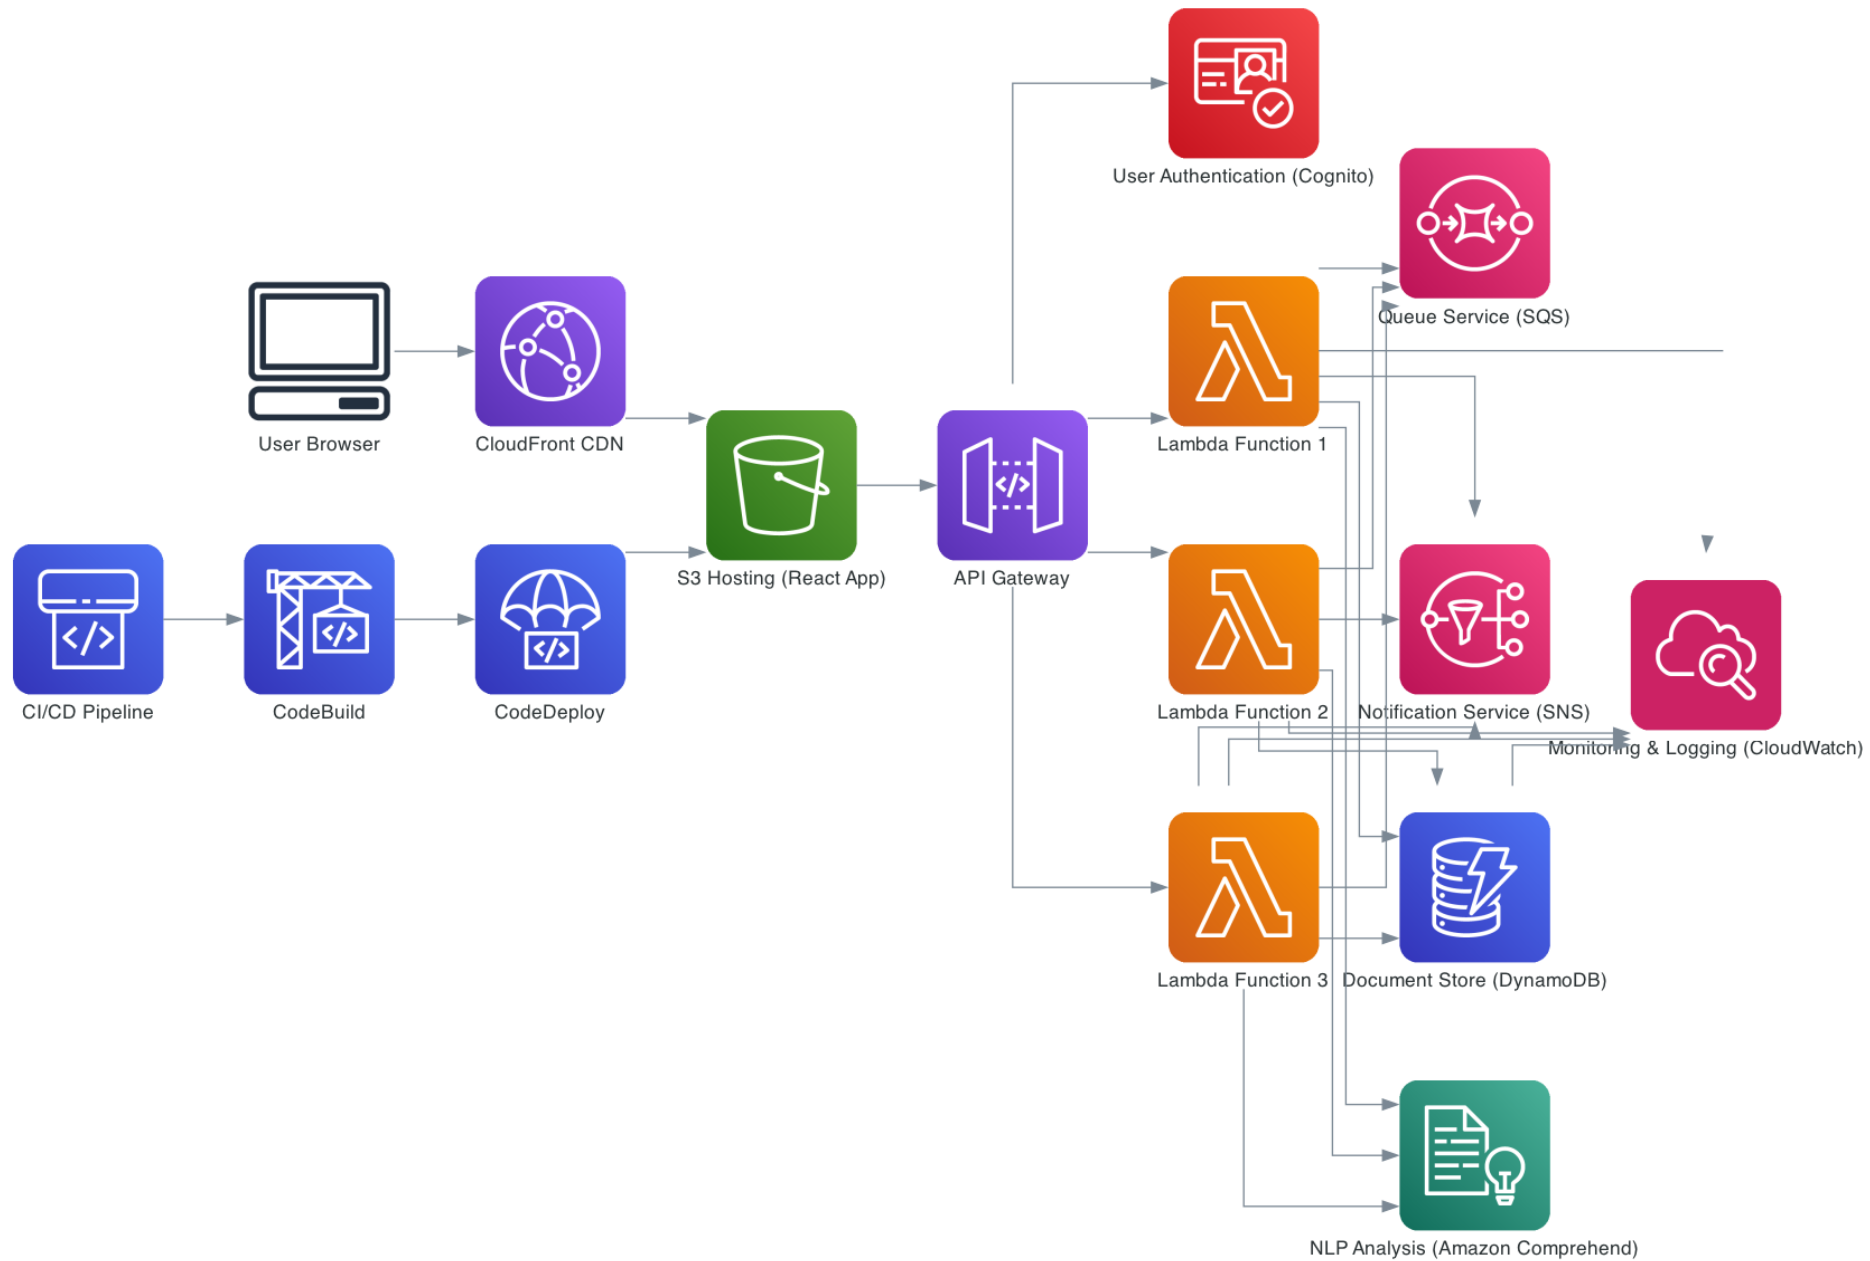 User Authentication (Cognito)
Queue Service (SQS)
User Browser
CloudFront CDN
Lambda Function 1
S3 Hosting (React App)
API Gateway
CI/CD Pipeline
CodeBuild
CodeDeploy
Lambda Function 2
Notification Service (SNS)
Monitoring & Logging (CloudWatch)
Lambda Function 3
Document Store (DynamoDB)
NLP Analysis (Amazon Comprehend)